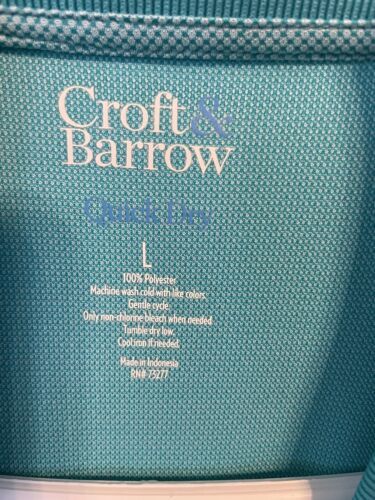 Croft&
Barrow
Quick Dry
L
100% Polyester
Machine wash cold with like colors
Gentle cycle
Only non-chlorine bleach when needed
Tumble dry low.
Cool iron if needed.
Made in Indonesia
RN# 73277